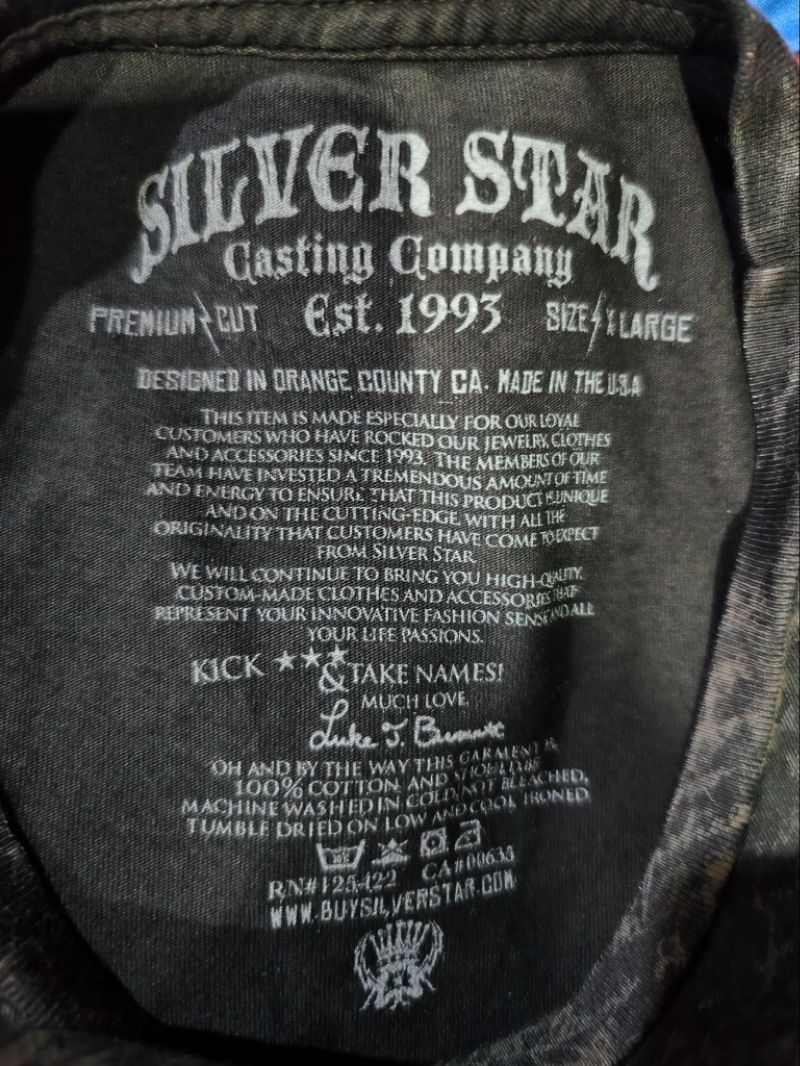 SILVER STAR
Casting Company
PREMIUM CUT Est. 1993 SIZE X LARGE
DESIGNED IN ORANGE COUNTY CA. MADE IN THE USA
THIS ITEM IS MADE ESPECIALLY FOR OUR LOYAL
CUSTOMERS WHO HAVE ROCKED OUR JEWELRY, CLOTHES
AND ACCESSORIES SINCE 1993. THE MEMBERS OF OUR
TEAM HAVE INVESTED A TREMENDOUS AMOUNT OF TIME
AND ENERGY TO ENSURE THAT THIS PRODUCT IS UNIQUE
AND ON THE CUTTING-EDGE WITH ALL THE
ORIGINALITY THAT CUSTOMERS HAVE COME TO EXPECT
FROM SILVER STAR
WE WILL CONTINUE TO BRING YOU HIGH-QUALITY,
CUSTOM-MADE CLOTHES AND ACCESSORIES THAT
REPRESENT YOUR INNOVATIVE FASHION SENSE AND ALL
YOUR LIFE PASSIONS.
KICK ★★★
& TAKE NAMES!
MUCH LOVE,
Luke J. Burrett
OH AND BY THE WAY THIS GARMENT IS
100% COTTON AND SHOULD BE
MACHINE WASHED IN COLD, NOT BLEACHED,
TUMBLE DRIED ON LOW AND COOL IRONED.
RN#125422 CA#00635
WWW.BUYSILVERSTAR.COM